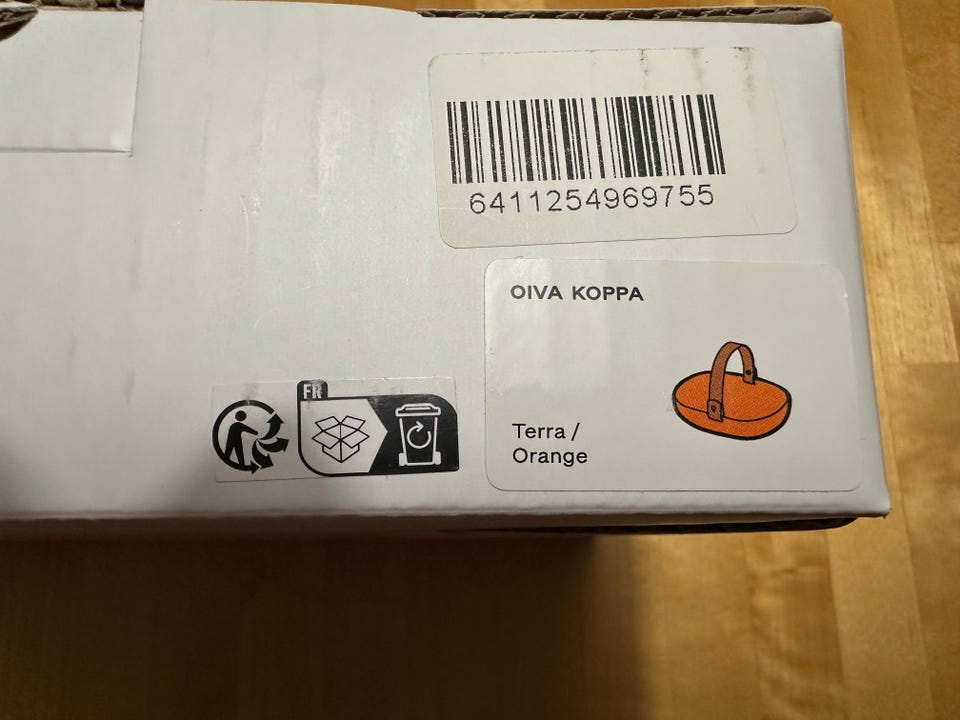 6411254969755
OIVA KOPPA
FR
Terra /
Orange